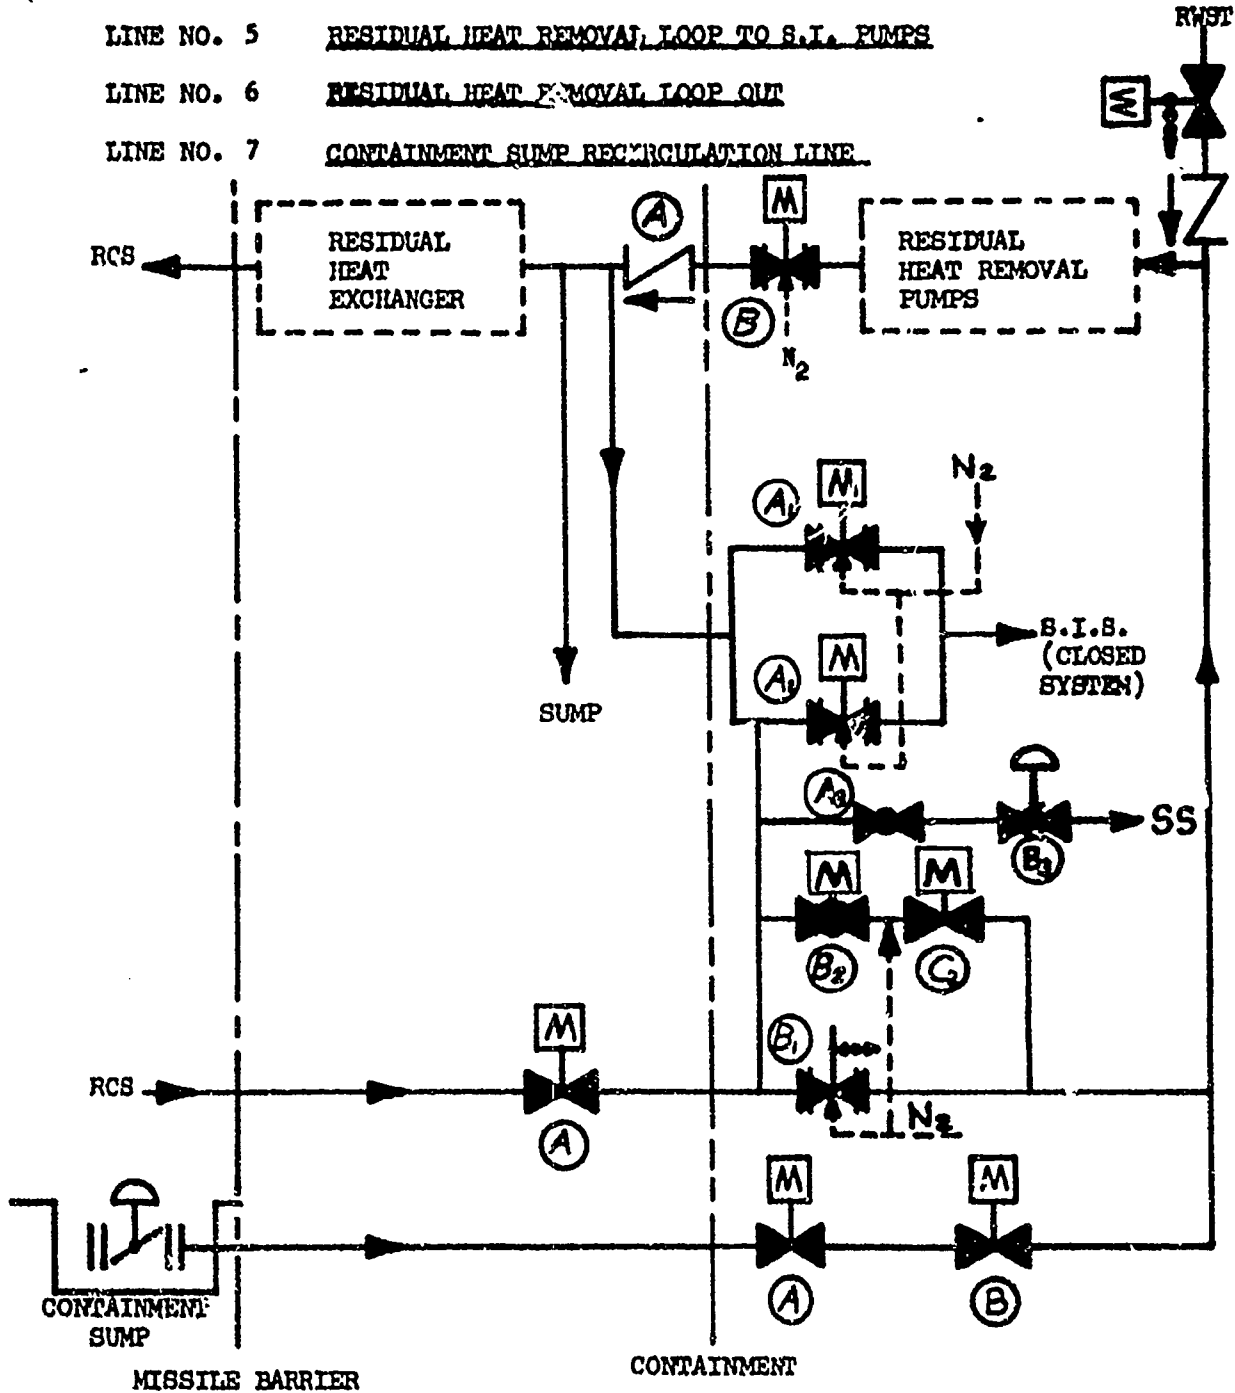 RWST
LINE NO. 5 RESIDUAL HEAT REMOVAL LOOP TO S.I. PUMPS
LINE NO. 6 RESIDUAL HEAT REMOVAL LOOP OUT
M
LINE NO. 7 CONTAINMENT SUMP RECIRCULATION LINE
A
M
RCS
RESIDUAL
HEAT
EXCHANGER
RESIDUAL
HEAT REMOVAL
PUMPS
B
N2
M
N2
A1
S.I.S.
(CLOSED
SYSTEM)
M
SUMP
SS
B3
M
M
B2
M
B1
RCS
N2
A
M
M
A
B
CONTAINMENT
SUMP
CONTAINMENT
MISSILE BARRIER